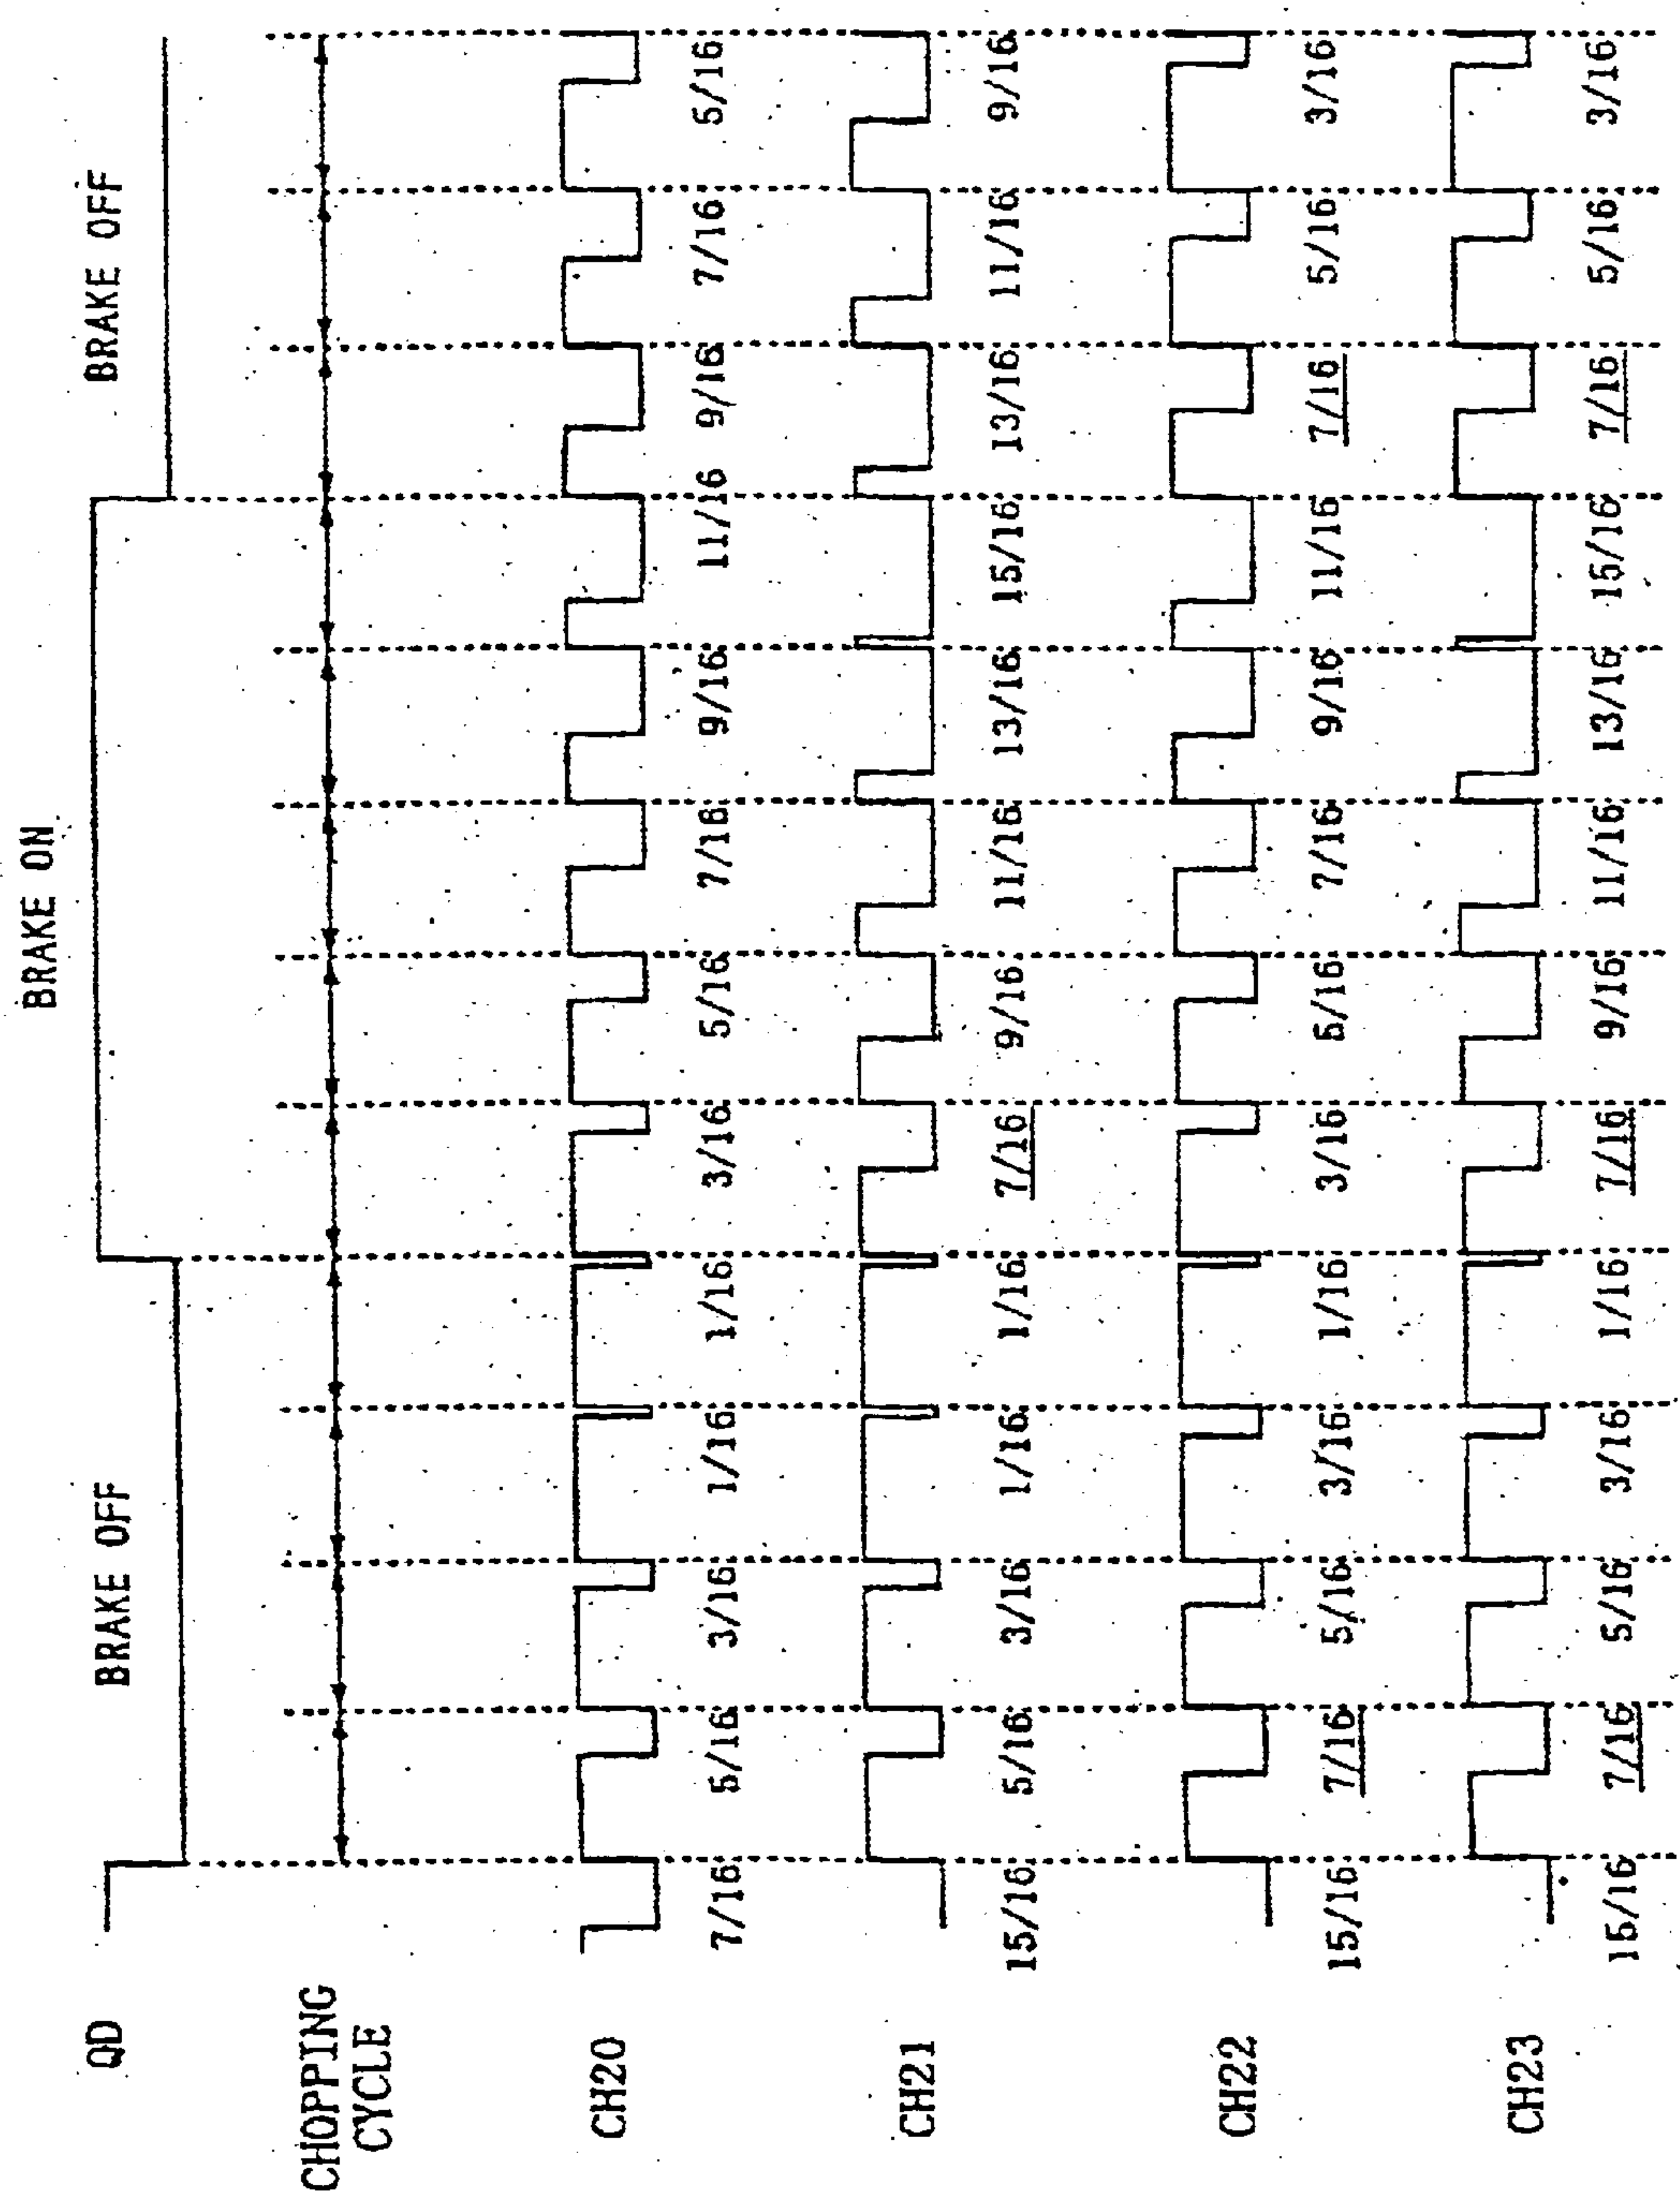 BRAKE OFF
BRAKE ON
BRAKE OFF
QD
CHOPPING
CYCLE
CH20
7/16 5/16 3/16 1/16 1/16 3/16 5/16 7/16 9/16 11/16 9/16 7/16 5/16
CH21
15/16 5/16 3/16 1/16 1/16 7/16 9/16 11/16 13/16 15/16 13/16 11/16 9/16
CH22
15/16 7/16 5/16 3/16 1/16 3/16 5/16 7/16 9/16 11/16 7/16 5/16 3/16
CH23
15/16 7/16 5/16 3/16 1/16 7/16 9/16 11/16 13/16 15/16 7/16 5/16 3/16